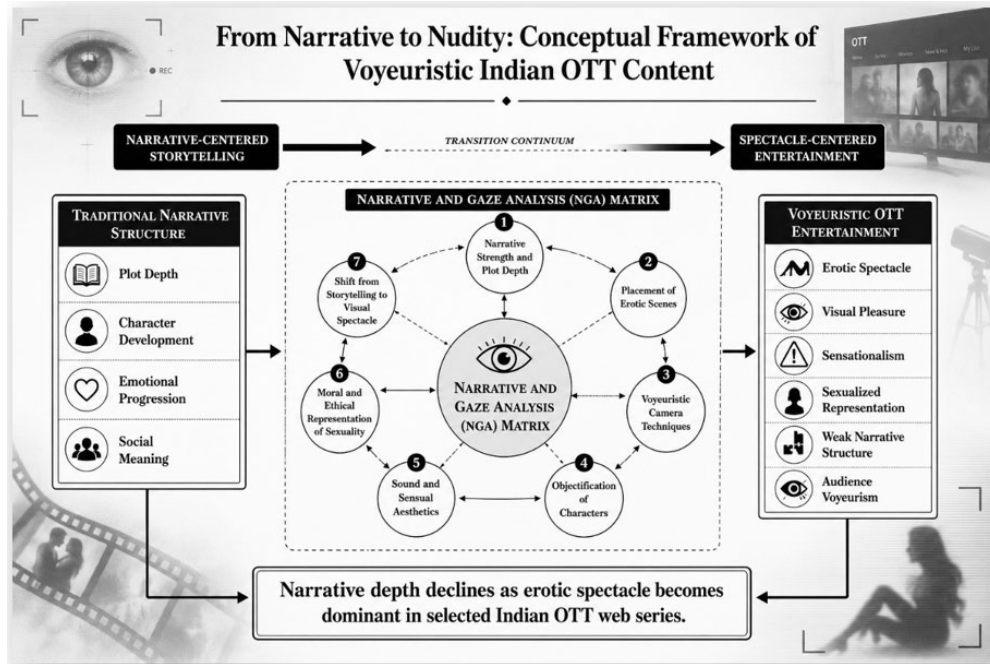 From Narrative to Nudity: Conceptual Framework of
Voyeuristic Indian OTT Content
REC
OTT
NARRATIVE-CENTERED
STORYTELLING
TRANSITION CONTINUUM
SPECTACLE-CENTERED
ENTERTAINMENT
TRADITIONAL NARRATIVE
STRUCTURE
Plot Depth
Character
Development
Emotional
Progression
Social
Meaning
NARRATIVE AND GAZE ANALYSIS (NGA) MATRIX
1
Narrative
Strength and
Plot Depth
2
Placement of
Erotic Scenes
3
Voyeuristic
Camera
Techniques
4
Objectification
of
Characters
5
Sound and
Sensual
Aesthetics
6
Moral and
Ethical
Representation
of Sexuality
7
Shift from
Storytelling to
Visual
Spectacle
NARRATIVE AND
GAZE ANALYSIS
(NGA) MATRIX
VOYEURISTIC OTT
ENTERTAINMENT
Erotic Spectacle
Visual Pleasure
Sensationalism
Sexualized
Representation
Weak Narrative
Structure
Audience
Voyeurism
Narrative depth declines as erotic spectacle becomes
dominant in selected Indian OTT web series.